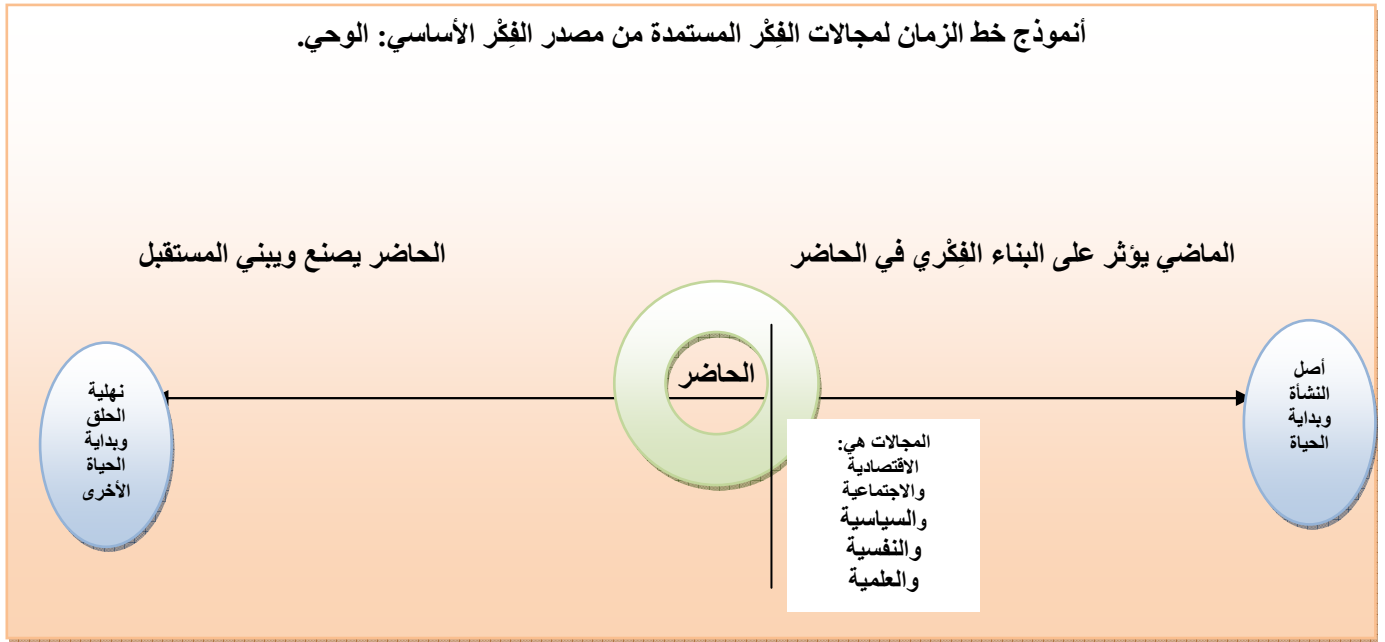 أنموذج خط الزمان لمجالات الفِكْر المستمدة من مصدر الفِكْر الأساسي: الوحي.
الماضي يؤثر على البناء الفِكْري في الحاضر
الحاضر يصنع ويبني المستقبل
أصل
النشأة
وبداية
الحياة
الحاضر
المجالات هي:
الاقتصادية
والاجتماعية
والسياسية
والنفسية
والعلمية
نهلية
الحلق
وبداية
الحياة
الأخرى